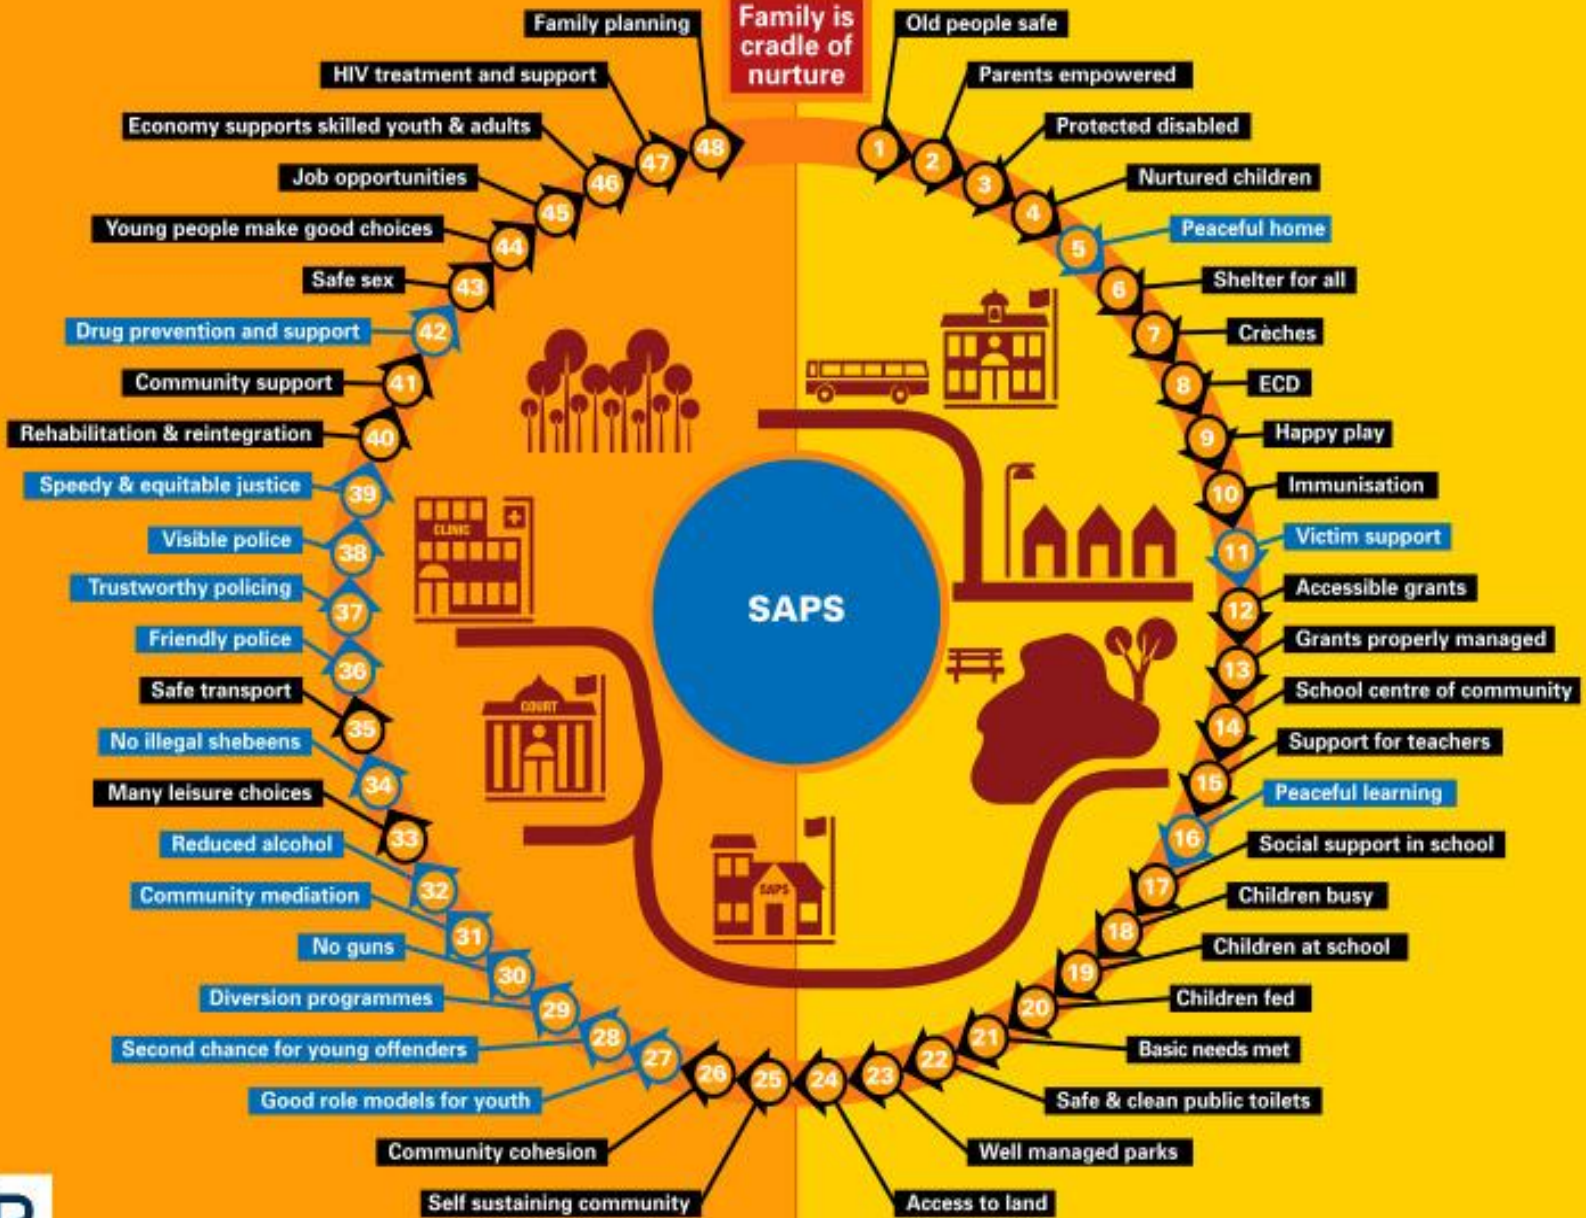 Family is
cradle of
nurture
1
Old people safe
2
Parents empowered
3
Protected disabled
4
Nurtured children
5
Peaceful home
6
Shelter for all
7
Crèches
8
ECD
9
Happy play
10
Immunisation
11
Victim support
12
Accessible grants
13
Grants properly managed
14
School centre of community
15
Support for teachers
16
Peaceful learning
17
Social support in school
18
Children busy
19
Children at school
20
Children fed
21
Basic needs met
22
Safe & clean public toilets
23
Well managed parks
24
Access to land
25
Self sustaining community
26
Community cohesion
27
Good role models for youth
28
Second chance for young offenders
29
Diversion programmes
30
No guns
31
Community mediation
32
Reduced alcohol
33
Many leisure choices
34
No illegal shebeens
35
Safe transport
36
Friendly police
37
Trustworthy policing
38
Visible police
39
Speedy & equitable justice
40
Rehabilitation & reintegration
41
Community support
42
Drug prevention and support
43
Safe sex
44
Young people make good choices
45
Job opportunities
46
Economy supports skilled youth & adults
47
HIV treatment and support
48
Family planning
SAPS
CLINIC
COURT
SAPS